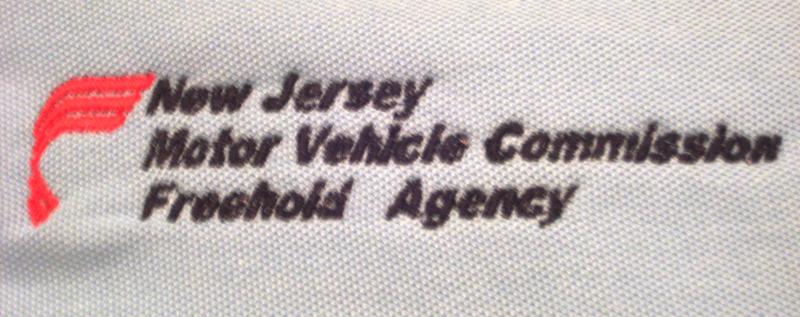 New Jersey
Motor Vehicle Commission
Freehold Agency